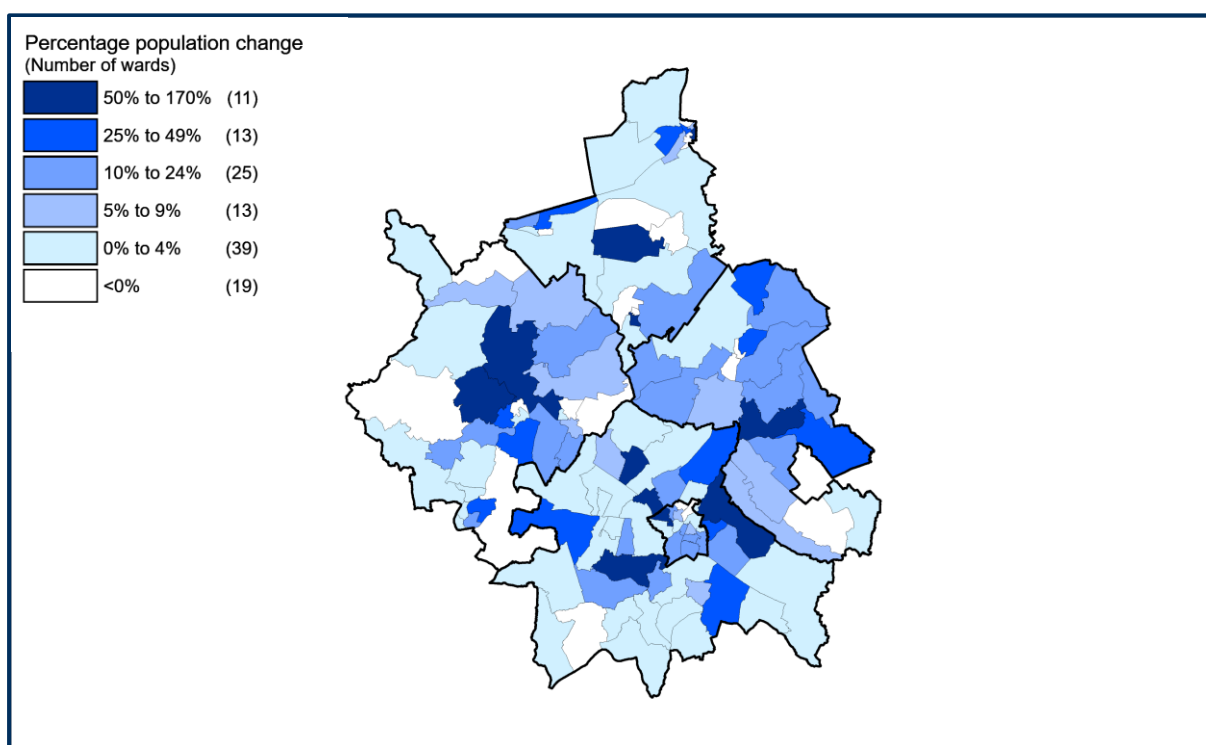 Percentage population change
(Number of wards)
50% to 170% (11)
25% to 49% (13)
10% to 24% (25)
5% to 9% (13)
0% to 4% (39)
<0% (19)